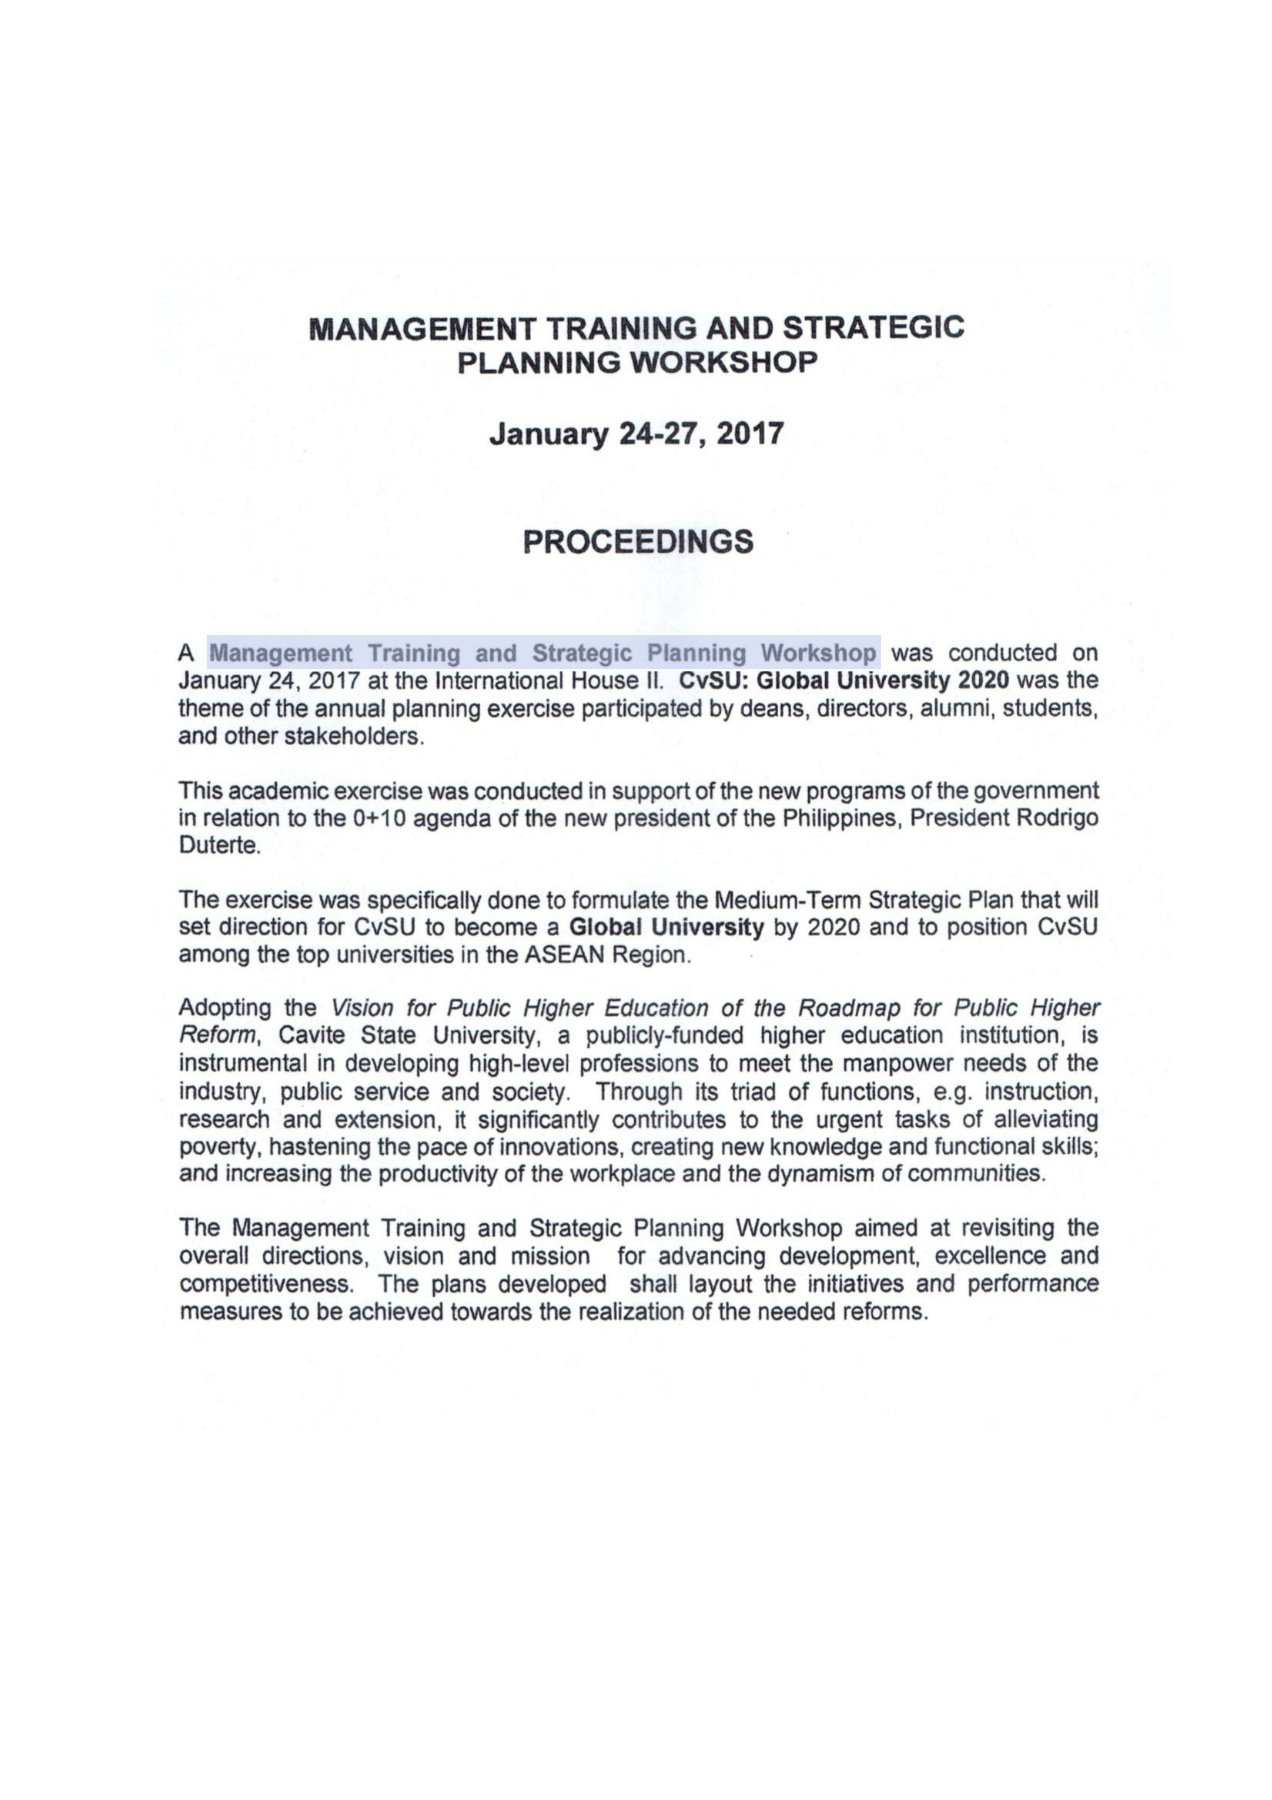 MANAGEMENT TRAINING AND STRATEGIC
PLANNING WORKSHOP
January 24-27, 2017
PROCEEDINGS
A Management Training and Strategic Planning Workshop was conducted on
January 24, 2017 at the International House II. CvSU: Global University 2020 was the
theme of the annual planning exercise participated by deans, directors, alumni, students,
and other stakeholders.
This academic exercise was conducted in support of the new programs of the government
in relation to the 0+10 agenda of the new president of the Philippines, President Rodrigo
Duterte.
The exercise was specifically done to formulate the Medium-Term Strategic Plan that will
set direction for CvSU to become a Global University by 2020 and to position CvSU
among the top universities in the ASEAN Region.
Adopting the Vision for Public Higher Education of the Roadmap for Public Higher
Reform, Cavite State University, a publicly-funded higher education institution, is
instrumental in developing high-level professions to meet the manpower needs of the
industry, public service and society. Through its triad of functions, e.g. instruction,
research and extension, it significantly contributes to the urgent tasks of alleviating
poverty, hastening the pace of innovations, creating new knowledge and functional skills;
and increasing the productivity of the workplace and the dynamism of communities.
The Management Training and Strategic Planning Workshop aimed at revisiting the
overall directions, vision and mission for advancing development, excellence and
competitiveness. The plans developed shall layout the initiatives and performance
measures to be achieved towards the realization of the needed reforms.